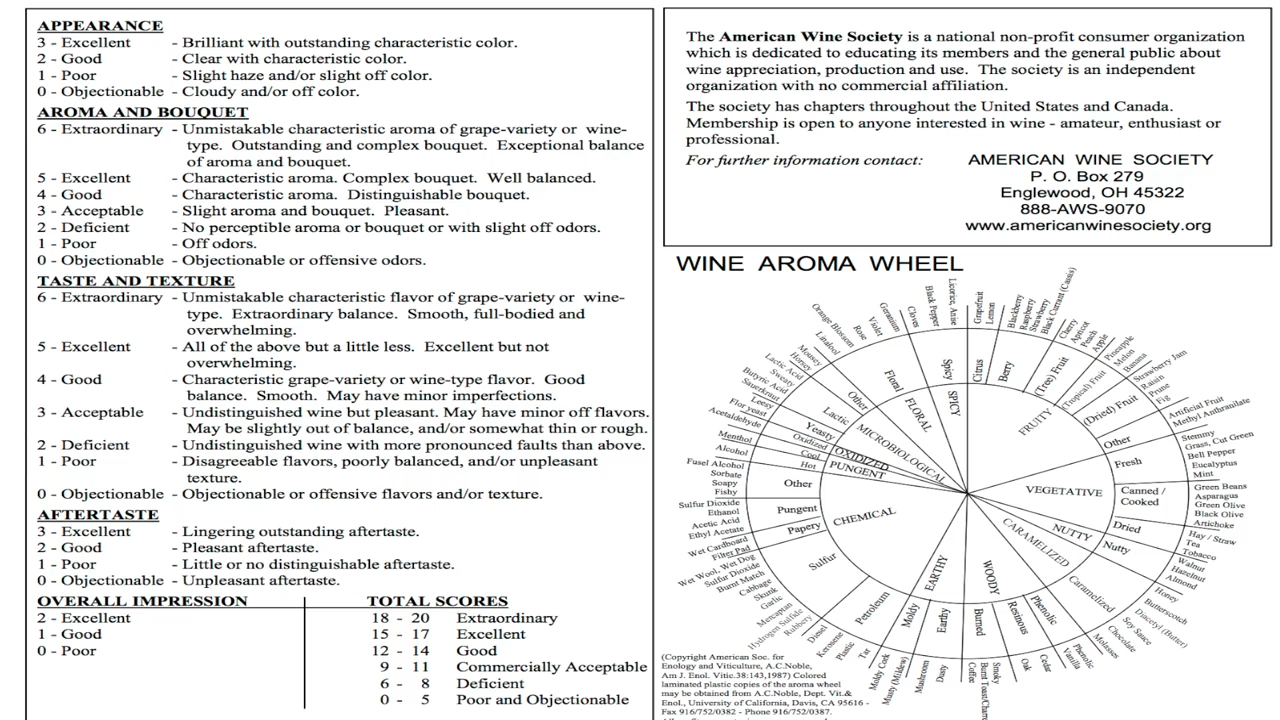 APPEARANCE
3 - Excellent - Brilliant with outstanding characteristic color.
2 - Good - Clear with characteristic color.
1 - Poor - Slight haze and/or slight off color.
0 - Objectionable - Cloudy and/or off color.
AROMA AND BOUQUET
6 - Extraordinary - Unmistakable characteristic aroma of grape-variety or wine-
type. Outstanding and complex bouquet. Exceptional balance
of aroma and bouquet.
5 - Excellent - Characteristic aroma. Complex bouquet. Well balanced.
4 - Good - Characteristic aroma. Distinguishable bouquet.
3 - Acceptable - Slight aroma and bouquet. Pleasant.
2 - Deficient - No perceptible aroma or bouquet or with slight off odors.
1 - Poor - Off odors.
0 - Objectionable - Objectionable or offensive odors.
TASTE AND TEXTURE
6 - Extraordinary - Unmistakable characteristic flavor of grape-variety or wine-
type. Extraordinary balance. Smooth, full-bodied and
overwhelming.
5 - Excellent - All of the above but a little less. Excellent but not
overwhelming.
4 - Good - Characteristic grape-variety or wine-type flavor. Good
balance. Smooth. May have minor imperfections.
3 - Acceptable - Undistinguished wine but pleasant. May have minor off flavors.
May be slightly out of balance, and/or somewhat thin or rough.
2 - Deficient - Undistinguished wine with more pronounced faults than above.
1 - Poor - Disagreeable flavors, poorly balanced, and/or unpleasant
texture.
0 - Objectionable - Objectionable or offensive flavors and/or texture.
AFTERTASTE
3 - Excellent - Lingering outstanding aftertaste.
2 - Good - Pleasant aftertaste.
1 - Poor - Little or no distinguishable aftertaste.
0 - Objectionable - Unpleasant aftertaste.
OVERALL IMPRESSION
2 - Excellent
1 - Good
0 - Poor
TOTAL SCORES
18 - 20 Extraordinary
15 - 17 Excellent
12 - 14 Good
9 - 11 Commercially Acceptable
6 - 8 Deficient
0 - 5 Poor and Objectionable
The American Wine Society is a national non-profit consumer organization
which is dedicated to educating its members and the general public about
wine appreciation, production and use. The society is an independent
organization with no commercial affiliation.
The society has chapters throughout the United States and Canada.
Membership is open to anyone interested in wine - amateur, enthusiast or
professional.
For further information contact: AMERICAN WINE SOCIETY
P. O. Box 279
Englewood, OH 45322
888-AWS-9070
www.americanwinesociety.org
WINE AROMA WHEEL
SPICY
Spicy
Licorice, Anise
Black Pepper
Cloves
FRUITY
Citrus
Grapefruit
Lemon
Berry
Blackberry
Raspberry
Strawberry
Black Currant (Cassis)
(Tree) Fruit
Cherry
Apricot
Peach
Apple
(Tropical) Fruit
Pineapple
Melon
Banana
(Dried) Fruit
Strawberry Jam
Raisin
Prune
Fig
Other
Artificial Fruit
Methyl Anthranilate
VEGETATIVE
Fresh
Stemmy
Grass, Cut Green
Bell Pepper
Eucalyptus
Mint
Canned /
Cooked
Green Beans
Asparagus
Green Olive
Black Olive
Artichoke
Dried
Hay / Straw
Tea
Tobacco
NUTTY
Nutty
Walnut
Hazelnut
Almond
CARAMELIZED
Caramelized
Honey
Butterscotch
Diacetyl (Butter)
Soy Sauce
Chocolate
Molasses
WOODY
Phenolic
Phenolic
Vanilla
Resinous
Cedar
Oak
Burned
Smoky
Burnt Toast/Charred
Coffee
EARTHY
Earthy
Dusty
Mushroom
Moldy
Musty (Mildew)
Moldy Cork
CHEMICAL
Petroleum
Tar
Plastic
Kerosene
Diesel
Sulfur
Rubbery
Hydrogen Sulfide
Mercaptan
Garlic
Skunk
Cabbage
Burnt Match
Sulfur Dioxide
Wet Wool, Wet Dog
Papery
Filter Pad
Wet Cardboard
Pungent
Ethyl Acetate
Acetic Acid
Ethanol
Sulfur Dioxide
Other
Fishy
Soapy
Sorbate
Fusel Alcohol
PUNGENT
Hot
Alcohol
Cool
Menthol
OXIDIZED
Oxidized
Acetaldehyde
MICROBIOLOGICAL
Yeasty
Flor yeast
Leesy
Lactic
Sauerkraut
Butyric Acid
Sweaty
Lactic Acid
Other
Horsey
Mousey
FLORAL
Floral
Linalool
Orange Blossom
Rose
Violet
Geranium
(Copyright American Soc. for
Enology and Viticulture, A.C.Noble,
Am J. Enol. Vitic.38:143,1987) Colored
laminated plastic copies of the aroma wheel
may be obtained from A.C.Noble, Dept. Vit.&
Enol., University of California, Davis, CA 95616 -
Fax 916/752/0382 - Phone 916/752/0387.